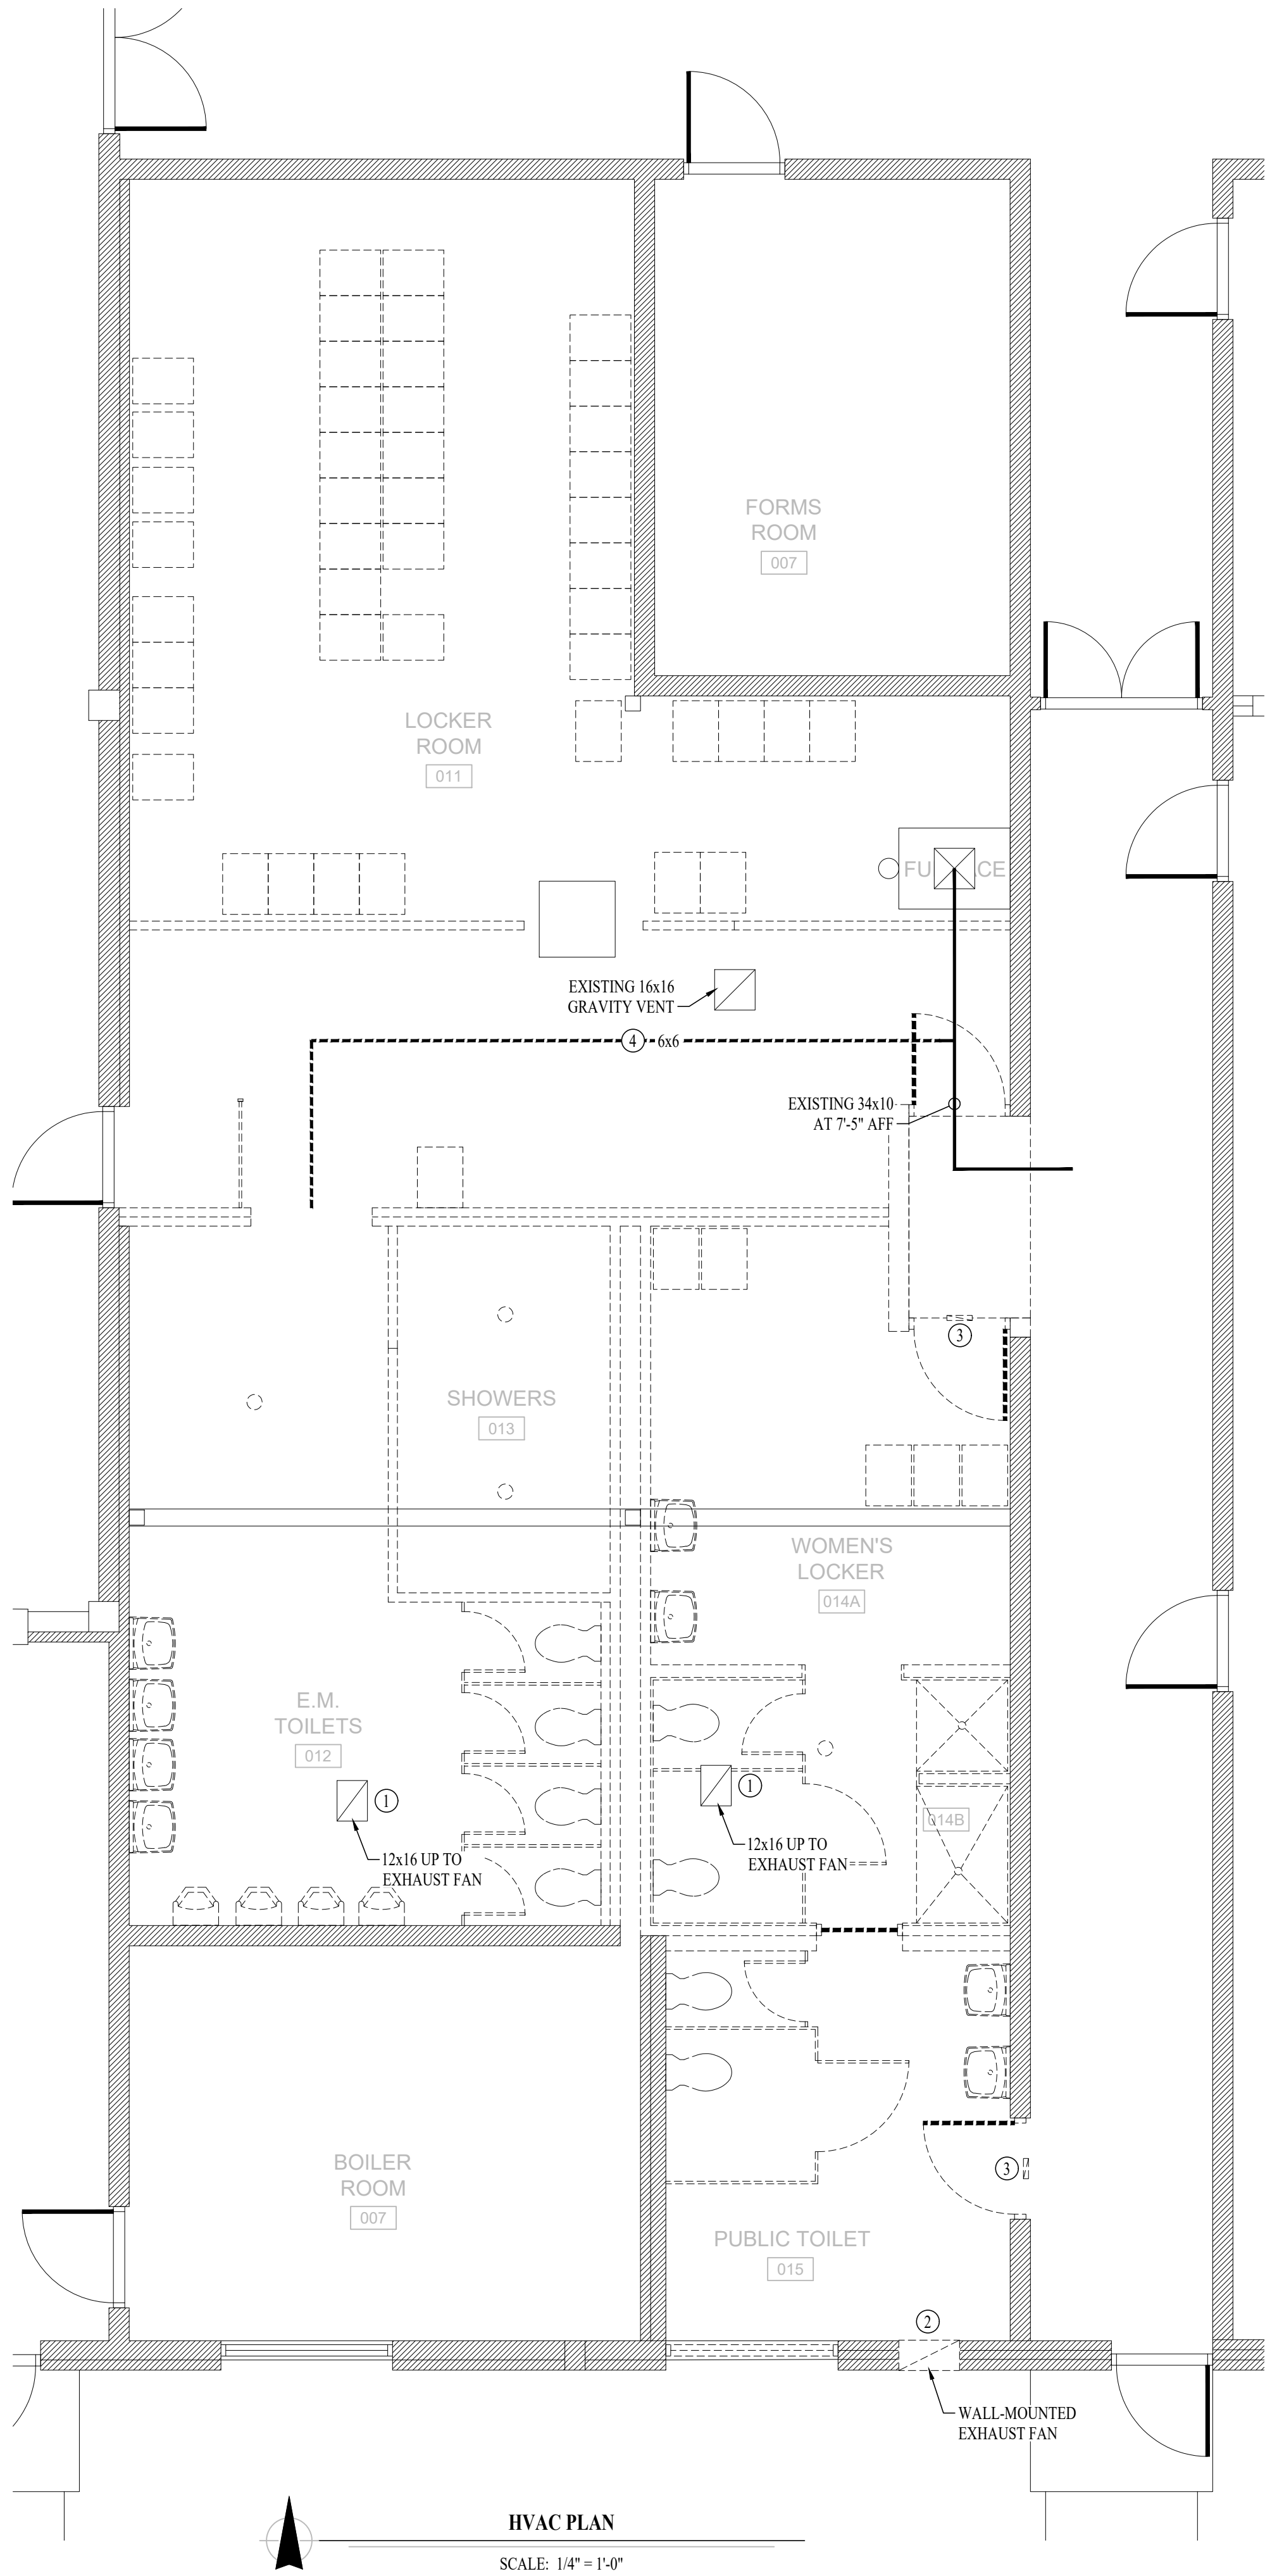 FORMS
ROOM
007
LOCKER
ROOM
011
FU
CE
EXISTING 16x16
GRAVITY VENT
4
6x6
EXISTING 34x10
AT 7'-5" AFF
3
SHOWERS
013
WOMEN'S
LOCKER
014A
E.M.
TOILETS
012
1
12x16 UP TO
EXHAUST FAN
1
12x16 UP TO
EXHAUST FAN
014B
BOILER
ROOM
007
3
PUBLIC TOILET
015
2
WALL-MOUNTED
EXHAUST FAN
HVAC PLAN
SCALE: 1/4" = 1'-0"